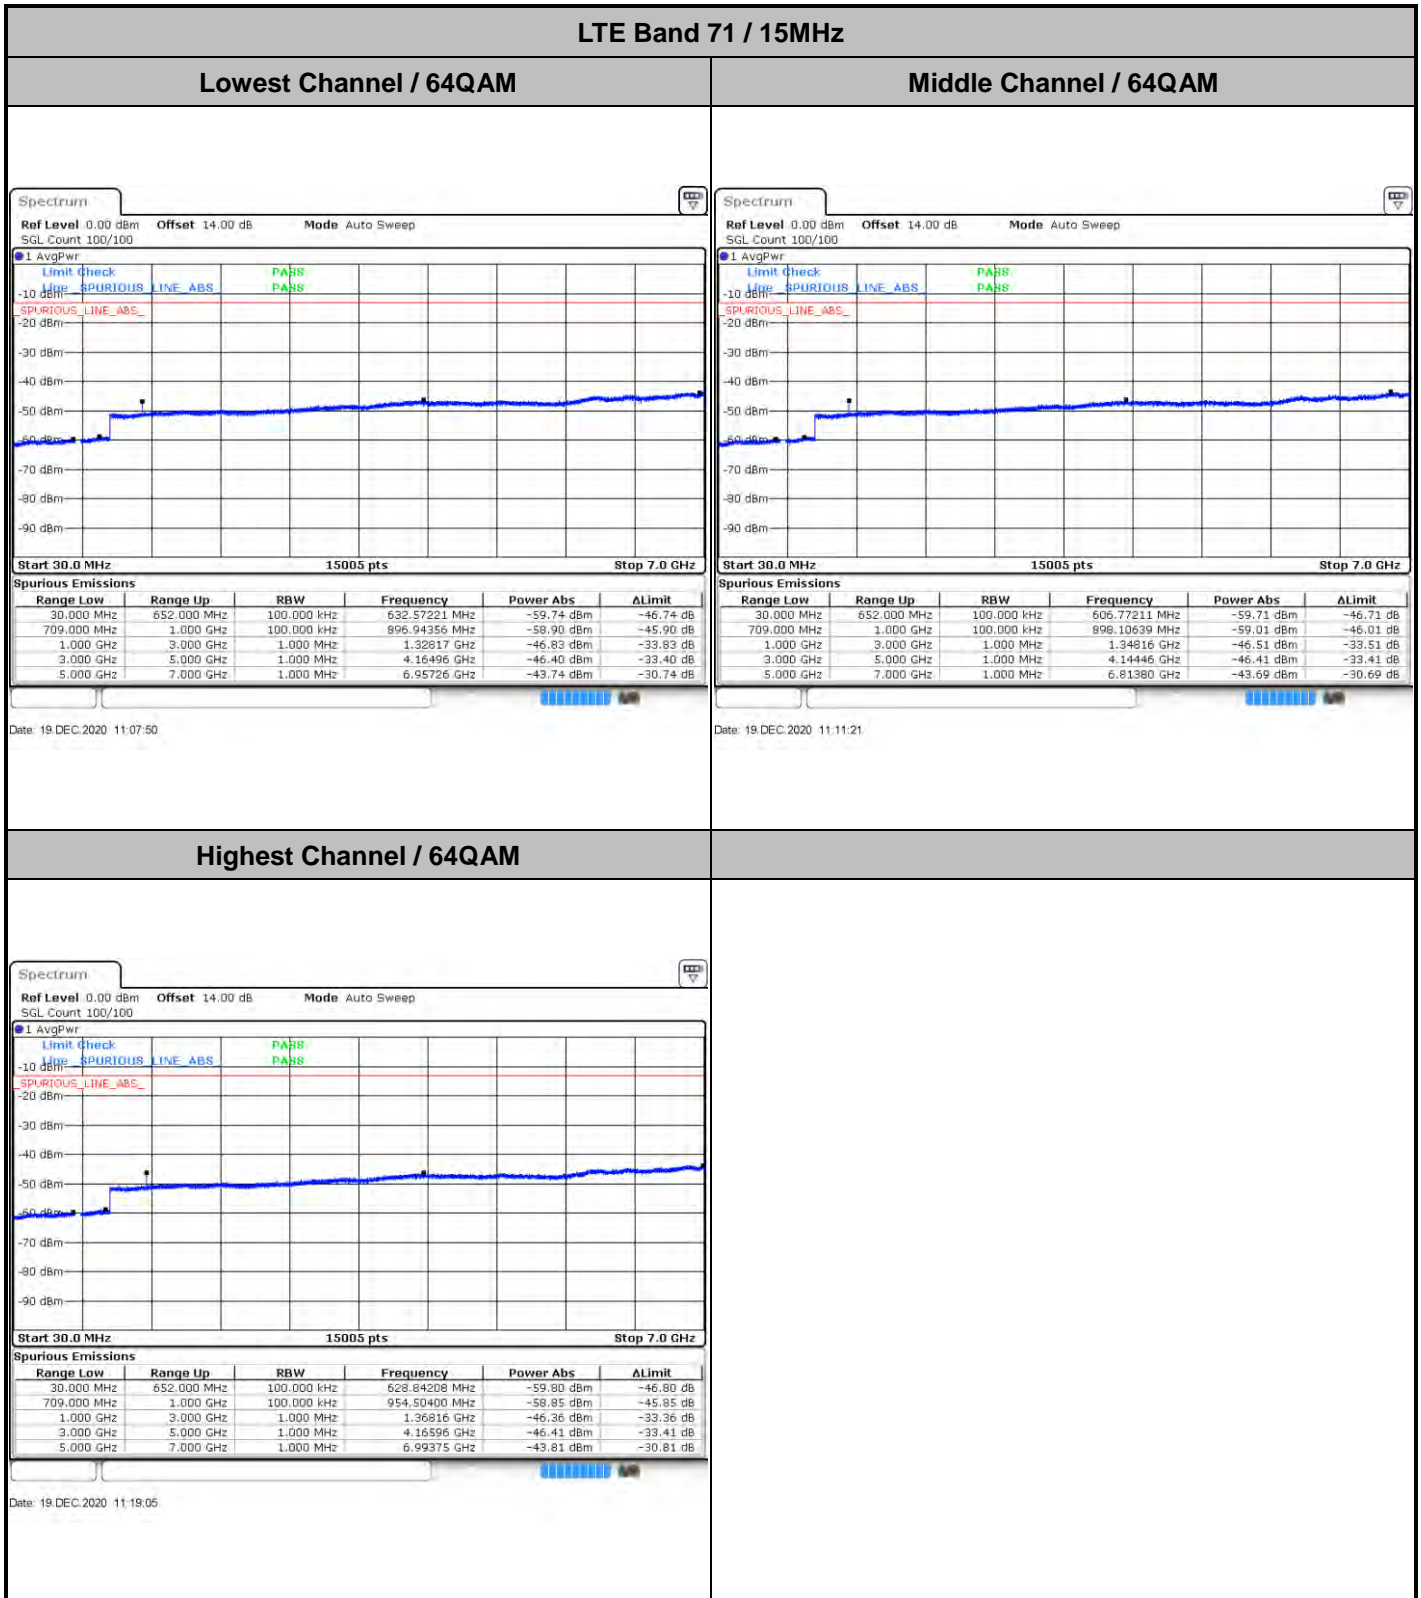 LTE Band 71 / 15MHz
Lowest Channel / 64QAM
Middle Channel / 64QAM
Spectrum
Ref Level 0.00 dBm Offset 14.00 dB Mode Auto Sweep
SGL Count 100/100
1 AvgPwr
Limit Check PASS
Line _SPURIOUS_LINE_ABS_ PASS
-10 dBm
_SPURIOUS_LINE_ABS_
-20 dBm
-30 dBm
-40 dBm
-50 dBm
-60 dBm
-70 dBm
-80 dBm
-90 dBm
Start 30.0 MHz 15005 pts Stop 7.0 GHz
Spurious Emissions
Range Low Range Up RBW Frequency Power Abs ΔLimit
30.000 MHz 652.000 MHz 100.000 kHz 632.57221 MHz -59.74 dBm -46.74 dB
709.000 MHz 1.000 GHz 100.000 kHz 896.94356 MHz -58.90 dBm -45.90 dB
1.000 GHz 3.000 GHz 1.000 MHz 1.32817 GHz -46.83 dBm -33.83 dB
3.000 GHz 5.000 GHz 1.000 MHz 4.16496 GHz -46.40 dBm -33.40 dB
5.000 GHz 7.000 GHz 1.000 MHz 6.95726 GHz -43.74 dBm -30.74 dB
Date: 19.DEC.2020 11:07:50
Spectrum
Ref Level 0.00 dBm Offset 14.00 dB Mode Auto Sweep
SGL Count 100/100
1 AvgPwr
Limit Check PASS
Line _SPURIOUS_LINE_ABS_ PASS
-10 dBm
_SPURIOUS_LINE_ABS_
-20 dBm
-30 dBm
-40 dBm
-50 dBm
-60 dBm
-70 dBm
-80 dBm
-90 dBm
Start 30.0 MHz 15005 pts Stop 7.0 GHz
Spurious Emissions
Range Low Range Up RBW Frequency Power Abs ΔLimit
30.000 MHz 652.000 MHz 100.000 kHz 606.77211 MHz -59.71 dBm -46.71 dB
709.000 MHz 1.000 GHz 100.000 kHz 898.10639 MHz -59.01 dBm -46.01 dB
1.000 GHz 3.000 GHz 1.000 MHz 1.34816 GHz -46.51 dBm -33.51 dB
3.000 GHz 5.000 GHz 1.000 MHz 4.14446 GHz -46.41 dBm -33.41 dB
5.000 GHz 7.000 GHz 1.000 MHz 6.81380 GHz -43.69 dBm -30.69 dB
Date: 19.DEC.2020 11:11:21
Highest Channel / 64QAM
Spectrum
Ref Level 0.00 dBm Offset 14.00 dB Mode Auto Sweep
SGL Count 100/100
1 AvgPwr
Limit Check PASS
Line _SPURIOUS_LINE_ABS_ PASS
-10 dBm
_SPURIOUS_LINE_ABS_
-20 dBm
-30 dBm
-40 dBm
-50 dBm
-60 dBm
-70 dBm
-80 dBm
-90 dBm
Start 30.0 MHz 15005 pts Stop 7.0 GHz
Spurious Emissions
Range Low Range Up RBW Frequency Power Abs ΔLimit
30.000 MHz 652.000 MHz 100.000 kHz 628.84208 MHz -59.80 dBm -46.80 dB
709.000 MHz 1.000 GHz 100.000 kHz 954.50400 MHz -58.85 dBm -45.85 dB
1.000 GHz 3.000 GHz 1.000 MHz 1.36816 GHz -46.36 dBm -33.36 dB
3.000 GHz 5.000 GHz 1.000 MHz 4.16596 GHz -46.41 dBm -33.41 dB
5.000 GHz 7.000 GHz 1.000 MHz 6.99375 GHz -43.81 dBm -30.81 dB
Date: 19.DEC.2020 11:19:05